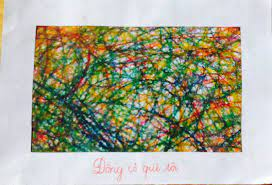 Đồng cỏ quê tôi